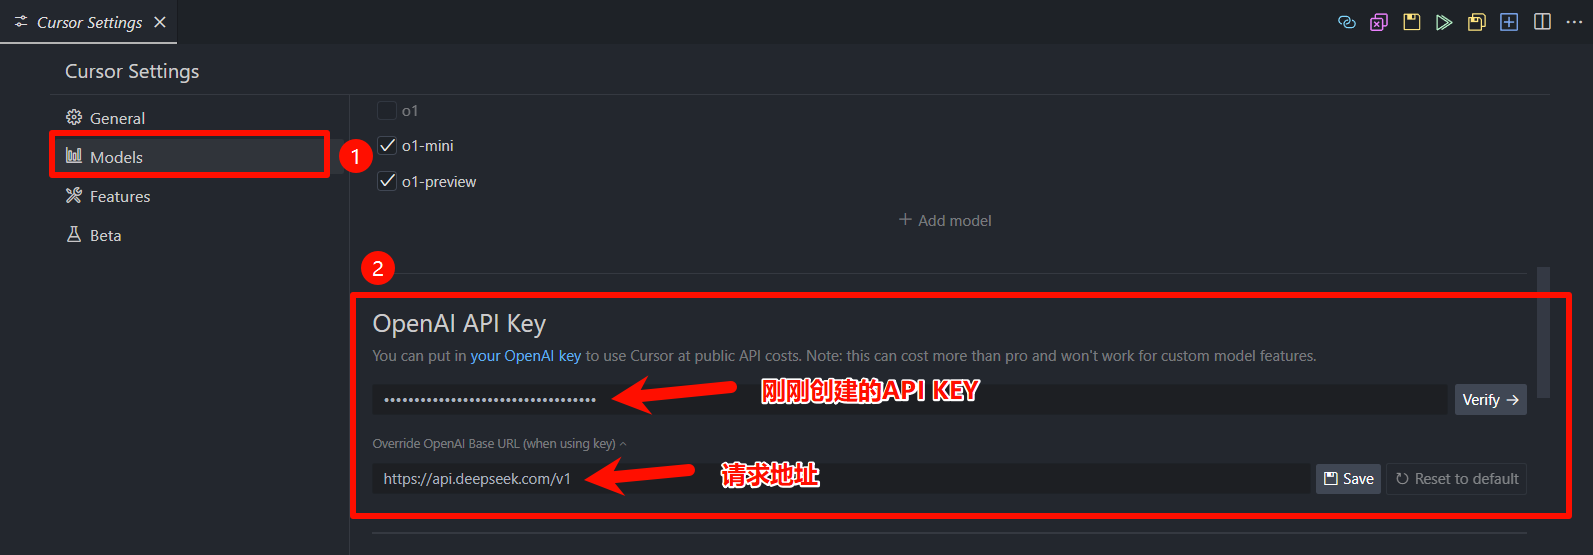 Cursor Settings
Cursor Settings
General
Models
Features
Beta
1
o1
o1-mini
o1-preview
Add model
2
OpenAI API Key
You can put in your OpenAI key to use Cursor at public API costs. Note: this can cost more than pro and won't work for custom model features.
刚刚创建的API KEY
Verify →
Override OpenAI Base URL (when using key)
https://api.deepseek.com/v1
请求地址
Save
Reset to default